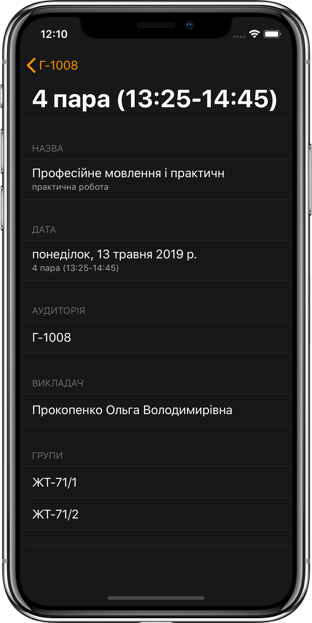 12:10
Г-1008
4 пара (13:25-14:45)
НАЗВА
Професійне мовлення і практичн
практична робота
ДАТА
понеділок, 13 травня 2019 р.
4 пара (13:25-14:45)
АУДИТОРІЯ
Г-1008
ВИКЛАДАЧ
Прокопенко Ольга Володимирівна
ГРУПИ
ЖТ-71/1
ЖТ-71/2